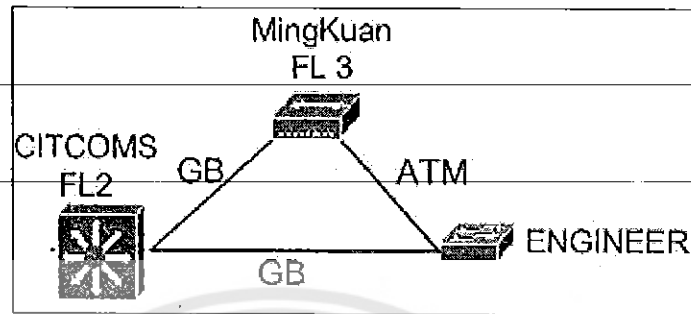 MingKuan
FL 3
CITCOMS
FL2
GB
ATM
ENGINEER
GB